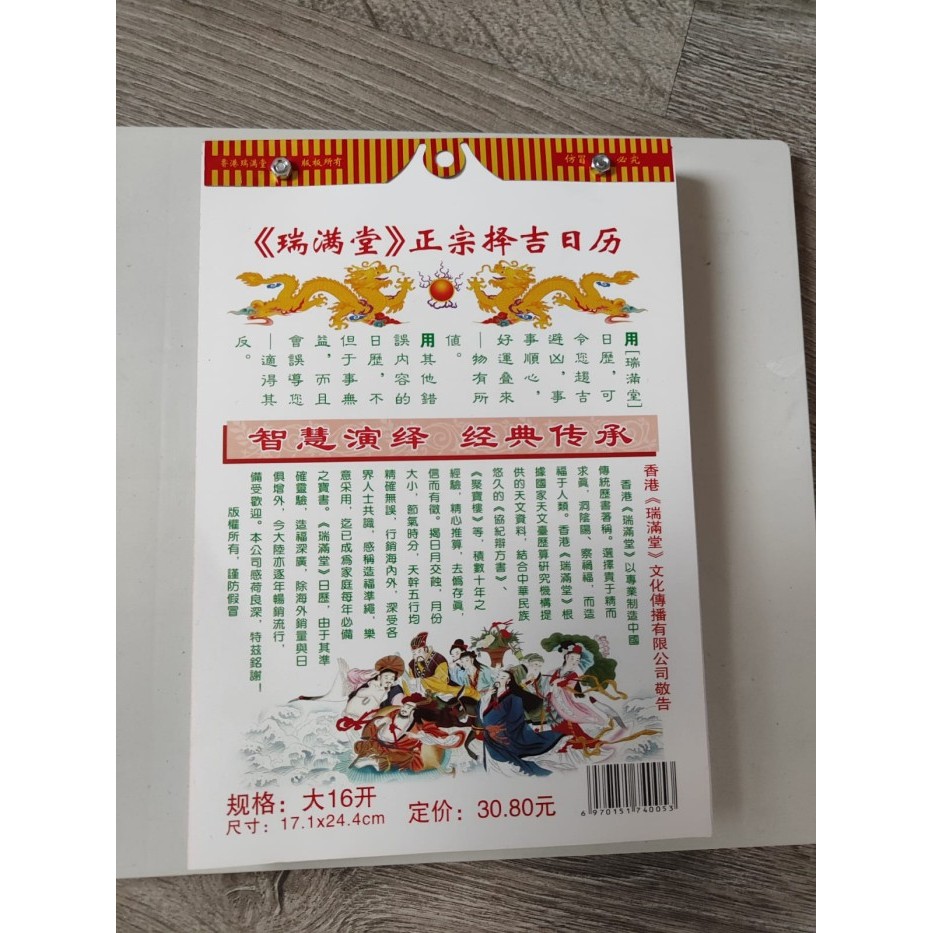 香港瑞满堂 版板所有
仿冒必究
《瑞满堂》正宗择吉日历
用[瑞滿堂]
日歷，可
令您趨吉
避凶，事
事順心，
好運叠來
—物有所
值。
用其他錯
誤内容的
日歷，不
但于事無
益，而且
會誤導您
—適得其
反。
智慧演绎 经典传承
香港《瑞滿堂》文化傳播有限公司敬告
香港《瑞滿堂》以專業制造中國
傳統歷書著稱。選擇貴于精而
求眞，洞陰陽、察禍福，而造
福于人類。香港《瑞滿堂》根
據國家天文臺歷算研究機構提
供的天文資料，結合中華民族
悠久的《協紀辯方書》、
《聚寶樓》等，積數十年之
經驗，精心推算，去僞存眞，
信而有徵。揭日月交蝕，月份
大小，節氣時分，天幹五行均
精確無誤，行銷海內外，深受各
界人士共識，感稱造福準繩，樂
意采用，迄已成爲家庭每年必備
之寶書。《瑞滿堂》日歷，由于其準
確靈驗，造福深廣，除海外銷量與日
俱增外，今大陸亦逐年暢銷流行，
備受歡迎。本公司感荷良深，特茲銘謝！
版權所有，謹防假冒
规格：大16开
尺寸：17.1x24.4cm
定价：30.80元
6 970151 740053